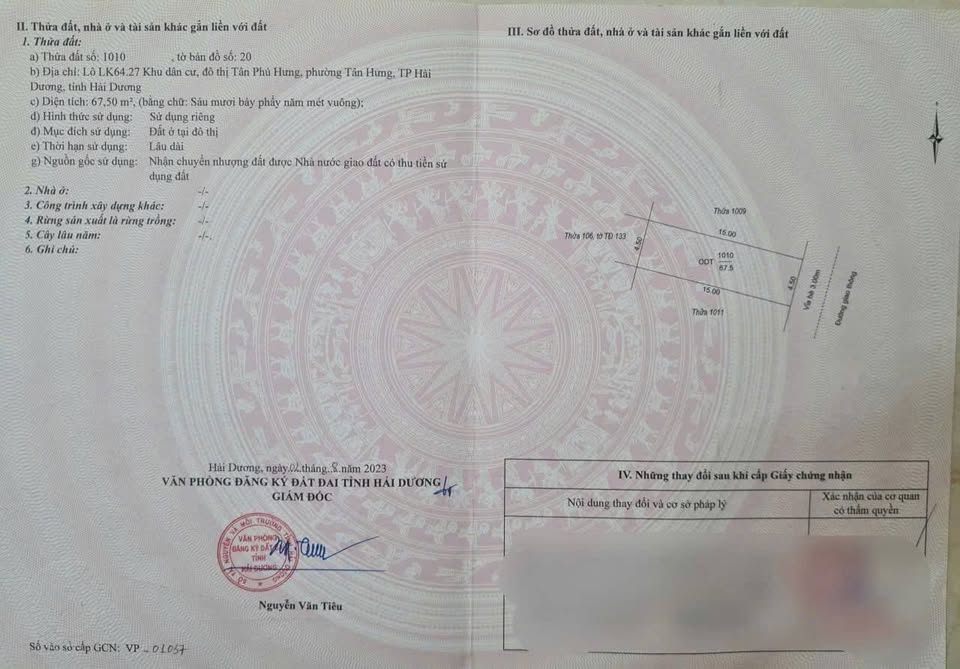 II. Thửa đất, nhà ở và tài sản khác gắn liền với đất
1. Thửa đất:
a) Thửa đất số: 1010 , tờ bản đồ số: 20
b) Địa chỉ: Lô LK64.27 Khu dân cư, đô thị Tân Phú Hưng, phường Tân Hưng, TP Hải
Dương, tỉnh Hải Dương
c) Diện tích: 67,50 m², (bằng chữ: Sáu mươi bảy phẩy năm mét vuông);
d) Hình thức sử dụng: Sử dụng riêng
đ) Mục đích sử dụng: Đất ở tại đô thị
e) Thời hạn sử dụng: Lâu dài
g) Nguồn gốc sử dụng: Nhận chuyển nhượng đất được Nhà nước giao đất có thu tiền sử
dụng đất
2. Nhà ở: -/-
3. Công trình xây dựng khác: -/-
4. Rừng sản xuất là rừng trồng: -/-
5. Cây lâu năm: -/-.
6. Ghi chú:
Hải Dương, ngày 02 tháng 8 năm 2023
VĂN PHÒNG ĐĂNG KÝ ĐẤT ĐAI TỈNH HẢI DƯƠNG
GIÁM ĐỐC
VĂN PHÒNG
ĐĂNG KÝ ĐẤT
TỈNH
HẢI DƯƠNG
Nguyễn Văn Tiêu
Số vào sổ cấp GCN: VP - 01057
III. Sơ đồ thửa đất, nhà ở và tài sản khác gắn liền với đất
Thửa 1009
Thửa 106, tờ TĐ 133
15.00
4.50
ODT 1010
67.5
4.50
15.00
Thửa 1011
Vỉa hè 3.00m
Đường giao thông
IV. Những thay đổi sau khi cấp Giấy chứng nhận
Nội dung thay đổi và cơ sở pháp lý
Xác nhận của cơ quan
có thẩm quyền